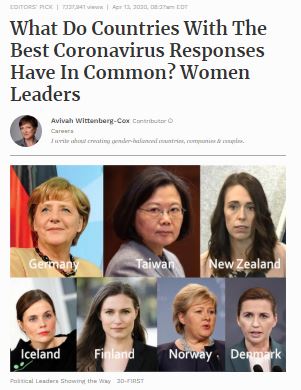 EDITORS' PICK | 7,337,941 views | Apr 13, 2020, 08:37am EDT
What Do Countries With The
Best Coronavirus Responses
Have In Common? Women
Leaders
Avivah Wittenberg-Cox Contributor
Careers
I write about creating gender-balanced countries, companies & couples.
Germany Taiwan New Zealand
Iceland Finland Norway Denmark
Political Leaders Showing the Way 20-FIRST